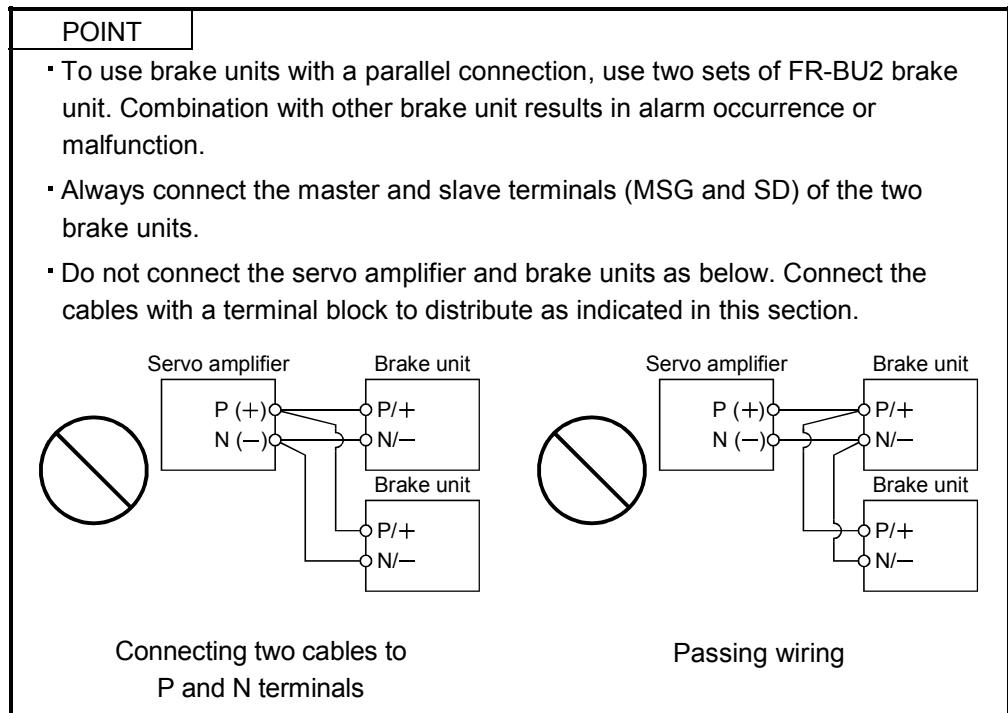 POINT
・To use brake units with a parallel connection, use two sets of FR-BU2 brake
unit. Combination with other brake unit results in alarm occurrence or
malfunction.
・Always connect the master and slave terminals (MSG and SD) of the two
brake units.
・Do not connect the servo amplifier and brake units as below. Connect the
cables with a terminal block to distribute as indicated in this section.
Servo amplifier
Brake unit
P (+)
P/+
N (−)
N/−
Brake unit
P/+
N/−
Connecting two cables to
P and N terminals
Servo amplifier
Brake unit
P (+)
P/+
N (−)
N/−
Brake unit
P/+
N/−
Passing wiring